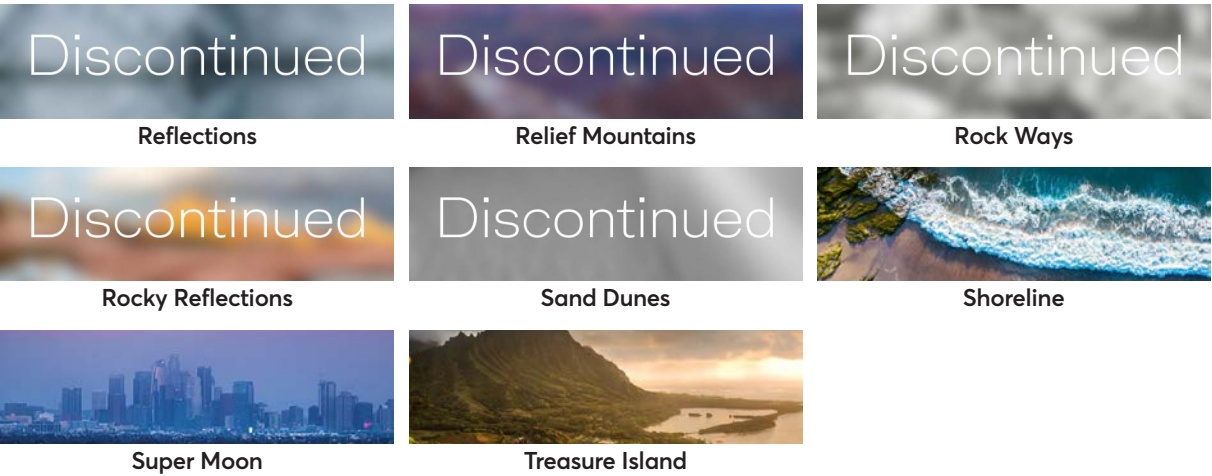 Discontinued Discontinued Discontinued
Reflections Relief Mountains Rock Ways
Discontinued Discontinued
Rocky Reflections Sand Dunes Shoreline
Super Moon Treasure Island